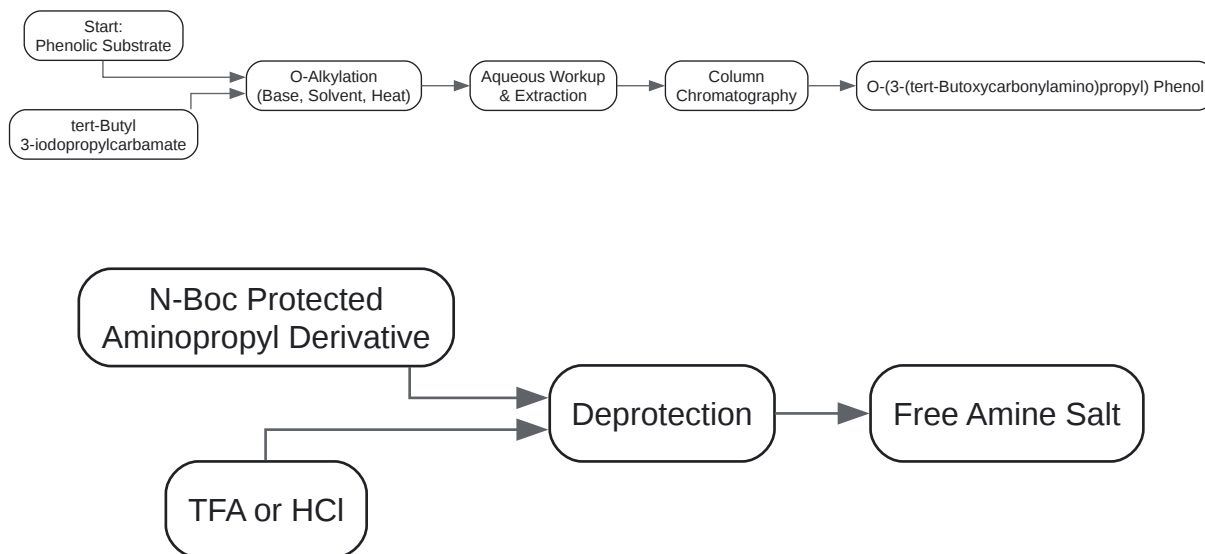 Start:
Phenolic Substrate
tert-Butyl
3-iodopropylcarbamate
O-Alkylation
(Base, Solvent, Heat)
Aqueous Workup
& Extraction
Column
Chromatography
O-(3-(tert-Butoxycarbonylamino)propyl) Phenol
N-Boc Protected
Aminopropyl Derivative
TFA or HCl
Deprotection
Free Amine Salt